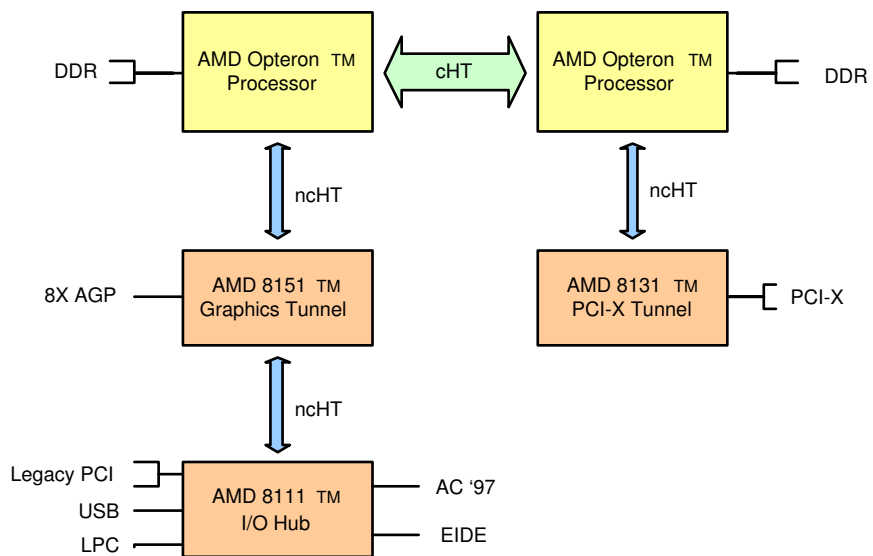 DDR
AMD Opteron TM
Processor
cHT
AMD Opteron TM
Processor
DDR
ncHT
ncHT
8X AGP
AMD 8151 TM
Graphics Tunnel
AMD 8131 TM
PCI-X Tunnel
PCI-X
ncHT
Legacy PCI
USB
LPC
AMD 8111 TM
I/O Hub
AC ‘97
EIDE